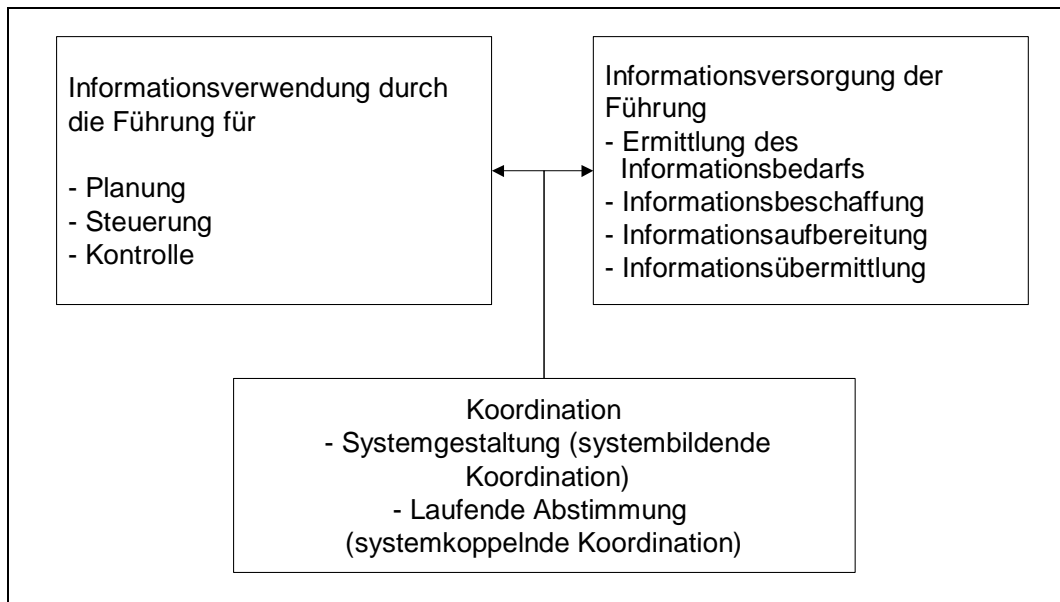 Informationsverwendung durch
die Führung für
- Planung
- Steuerung
- Kontrolle
Informationsversorgung der
Führung
- Ermittlung des
Informationsbedarfs
- Informationsbeschaffung
- Informationsaufbereitung
- Informationsübermittlung
Koordination
- Systemgestaltung (systembildende
Koordination)
- Laufende Abstimmung
(systemkoppelnde Koordination)